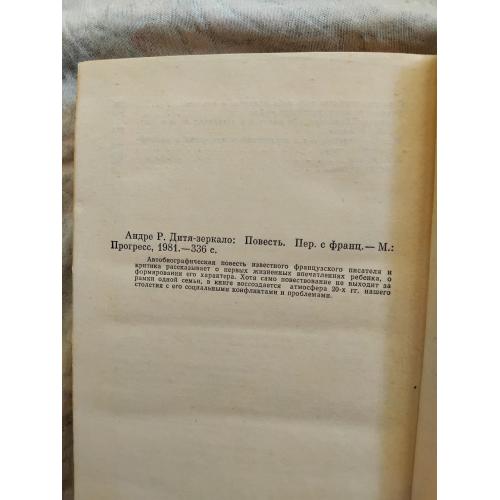 Андре Р. Дитя-зеркало: Повесть. Пер. с франц.— М.:
Прогресс, 1981.—336 с.
Автобиографическая повесть известного французского писателя и
критика рассказывает о первых жизненных впечатлениях ребенка, о
формировании его характера. Хотя само повествование не выходит за
рамки одной семьи, в книге воссоздается атмосфера 20-х гг. нашего
столетия с его социальными конфликтами и проблемами.